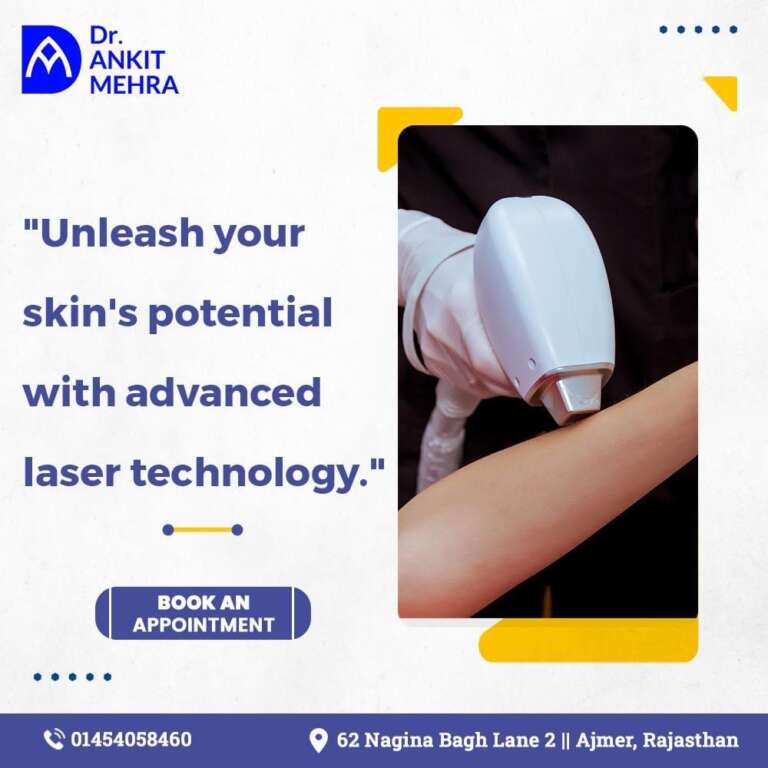 Dr.
ANKIT
MEHRA
"Unleash your
skin's potential
with advanced
laser technology."
BOOK AN
APPOINTMENT
01454058460
62 Nagina Bagh Lane 2 || Ajmer, Rajasthan